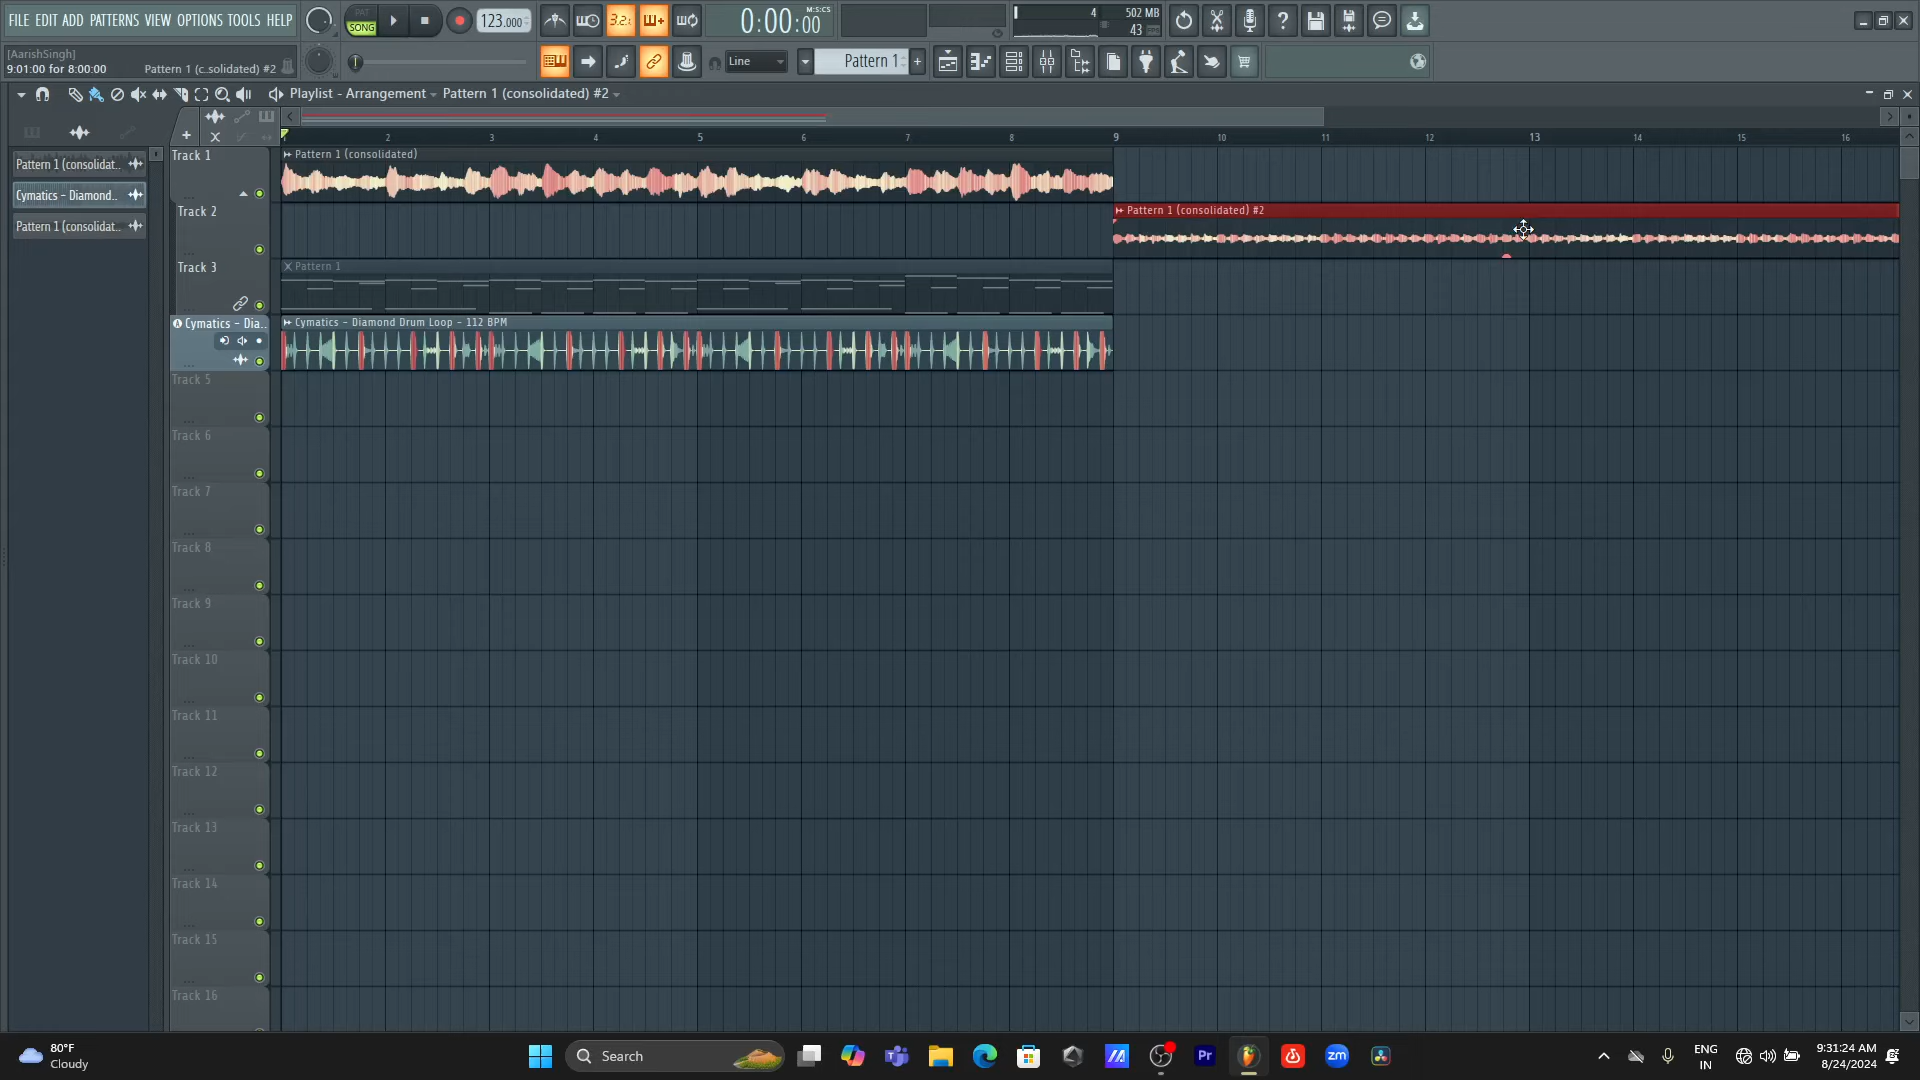 FILE EDIT ADD PATTERNS VIEW OPTIONS TOOLS HELP
PAT
SONG
123.000
3.2.
0:00:00
M:S:CS
4
502 MB
43
[AarishSingh]
9:01:00 for 8:00:00
Pattern 1 (c..solidated) #2
Line
Pattern 1
Playlist - Arrangement
Pattern 1 (consolidated) #2
2 3 4 5 6 7 8 9 10 11 12 13 14 15 16
Pattern 1 (consolidat..
Cymatics - Diamond..
Pattern 1 (consolidat..
Track 1
Pattern 1 (consolidated)
Track 2
Pattern 1 (consolidated) #2
Track 3
Pattern 1
Cymatics - Dia..
Cymatics - Diamond Drum Loop - 112 BPM
Track 5
Track 6
Track 7
Track 8
Track 9
Track 10
Track 11
Track 12
Track 13
Track 14
Track 15
Track 16
80°F
Cloudy
Search
Pr
zm
ENG
IN
9:31:24 AM
8/24/2024